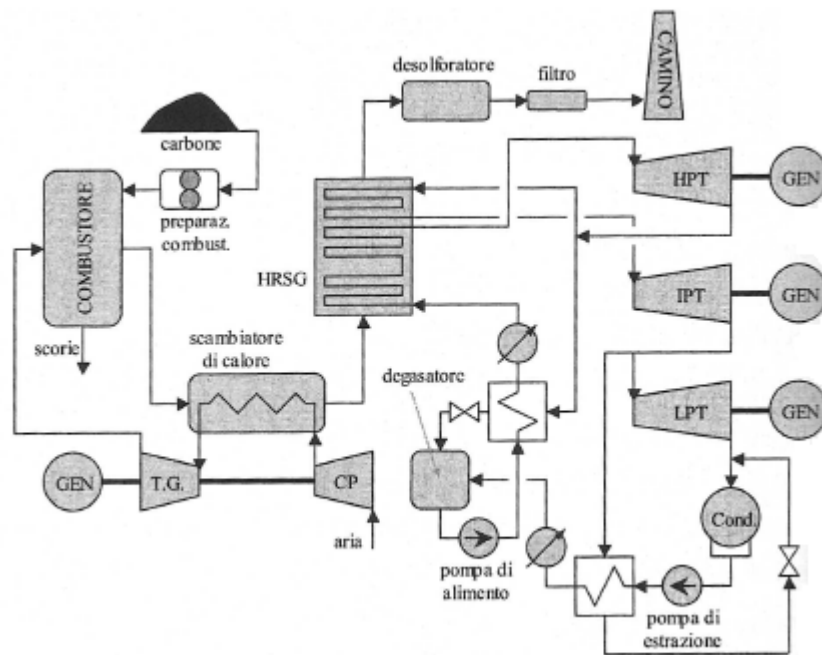 desolforatore
filtro
CAMINO
carbone
COMBUSTORE
preparaz.
combust.
HPT
GEN
HRSG
IPT
GEN
scorie
scambiatore
di calore
degasatore
LPT
GEN
GEN
T.G.
CP
Cond.
aria
pompa di
alimento
pompa di
estrazione